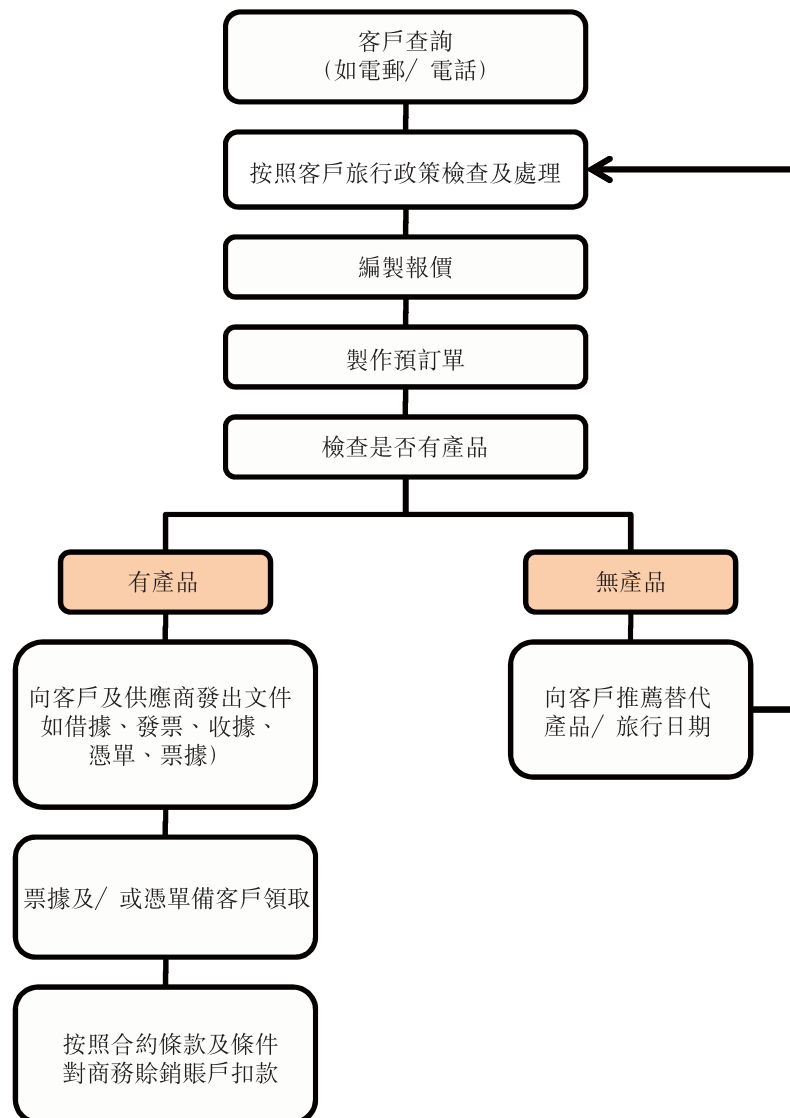 客戶查詢
（如電郵/ 電話）
按照客戶旅行政策檢查及處理
編製報價
製作預訂單
檢查是否有產品
有產品
無產品
向客戶及供應商發出文件
如借據、發票、收據、
憑單、票據）
向客戶推薦替代
產品/ 旅行日期
票據及/ 或憑單備客戶領取
按照合約條款及條件
對商務賒銷賬戶扣款